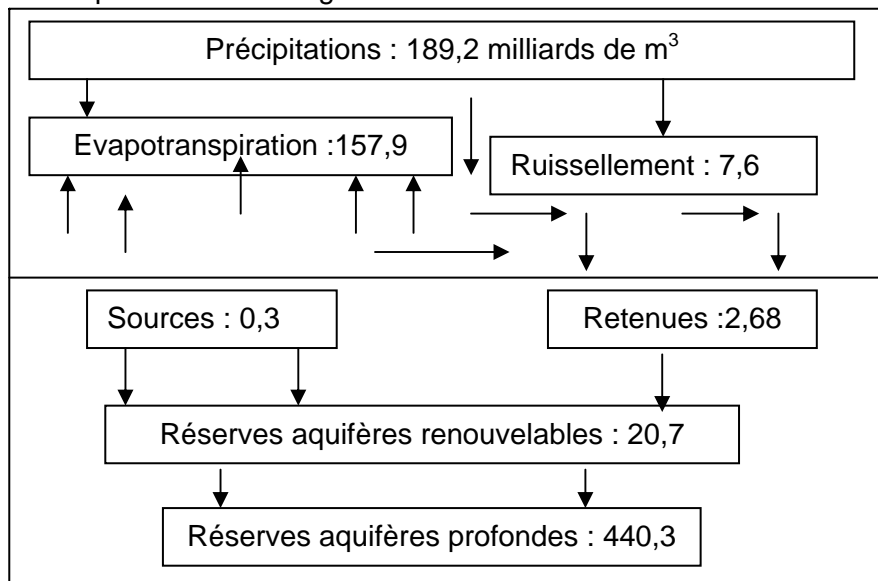 Précipitations : 189,2 milliards de m³
Evapotranspiration :157,9
Ruissellement : 7,6
Sources : 0,3
Retenues :2,68
Réserves aquifères renouvelables : 20,7
Réserves aquifères profondes : 440,3